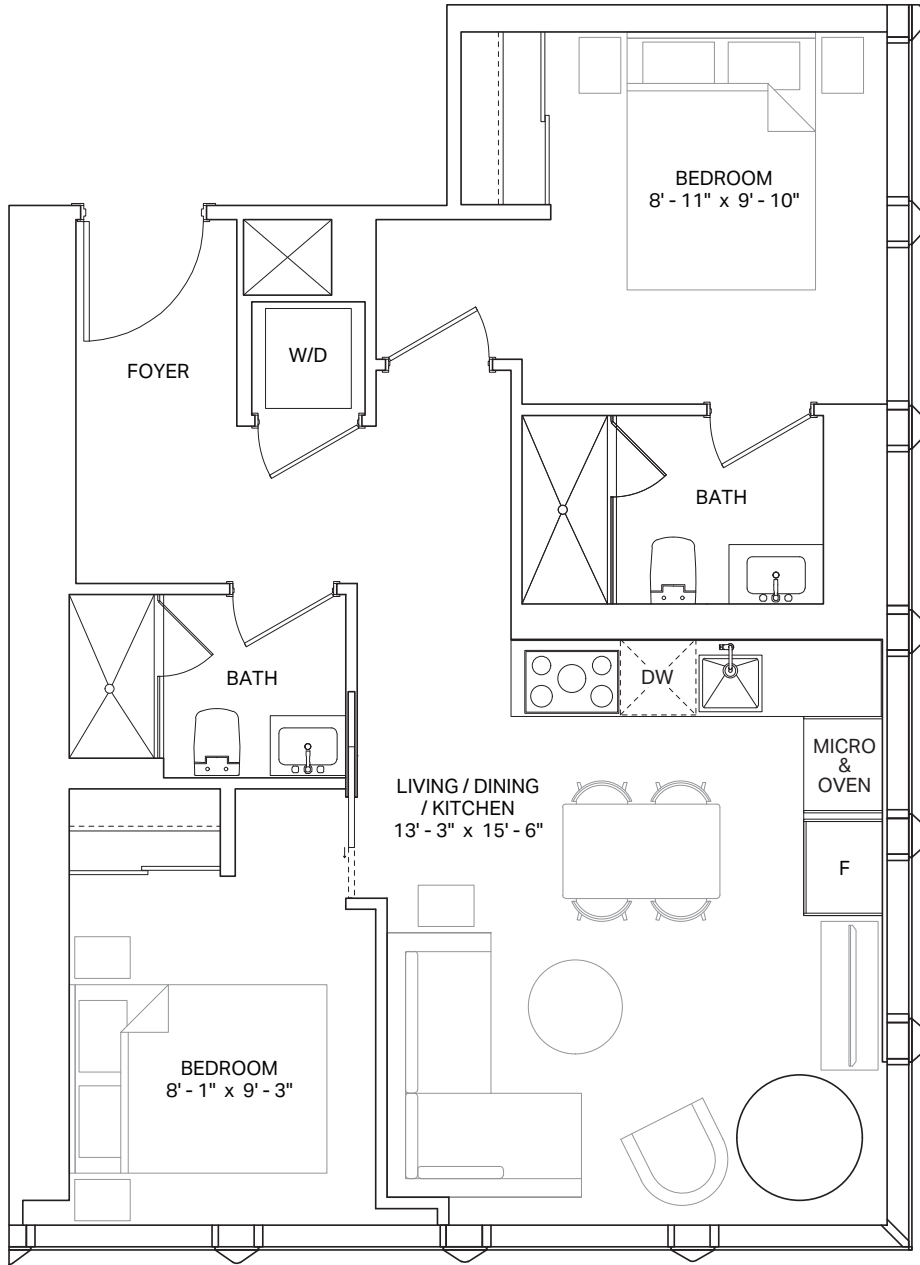 BEDROOM
8' - 11" x 9' - 10"
W/D
FOYER
BATH
BATH
DW
MICRO
&
OVEN
LIVING / DINING
/ KITCHEN
13' - 3" x 15' - 6"
F
BEDROOM
8' - 1" x 9' - 3"